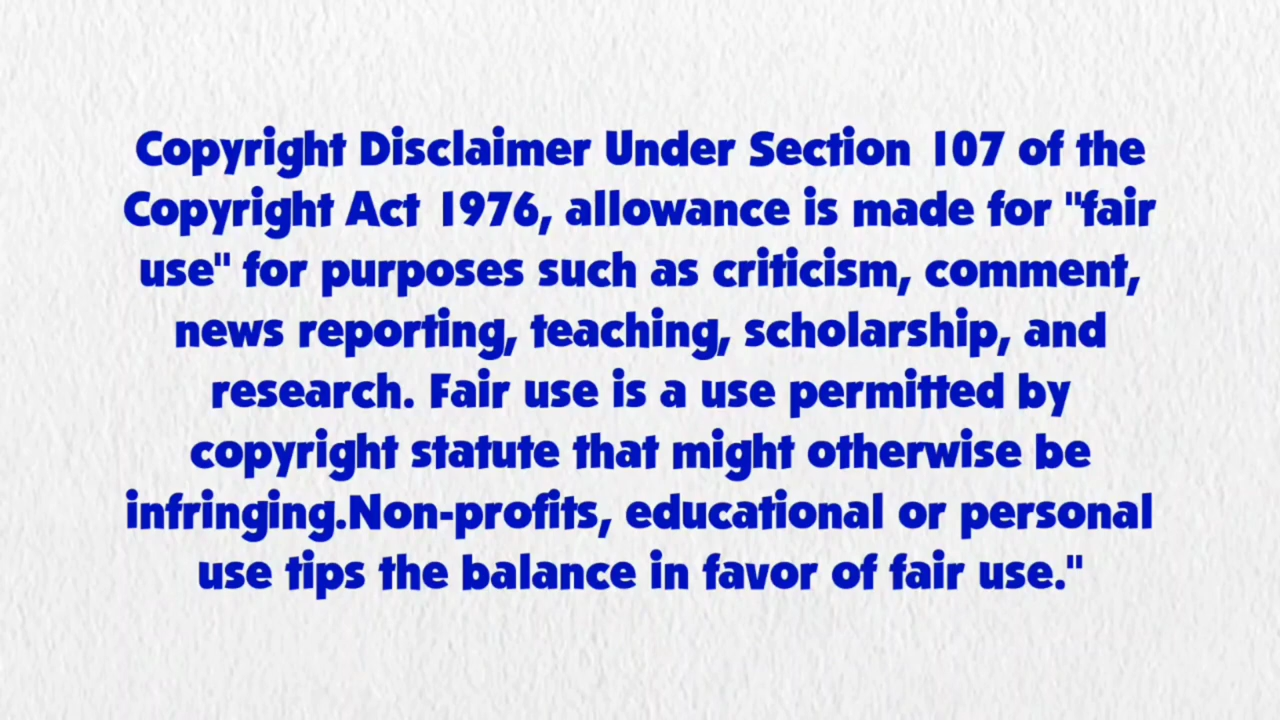 Copyright Disclaimer Under Section 107 of the
Copyright Act 1976, allowance is made for "fair
use" for purposes such as criticism, comment,
news reporting, teaching, scholarship, and
research. Fair use is a use permitted by
copyright statute that might otherwise be
infringing.Non-profits, educational or personal
use tips the balance in favor of fair use."